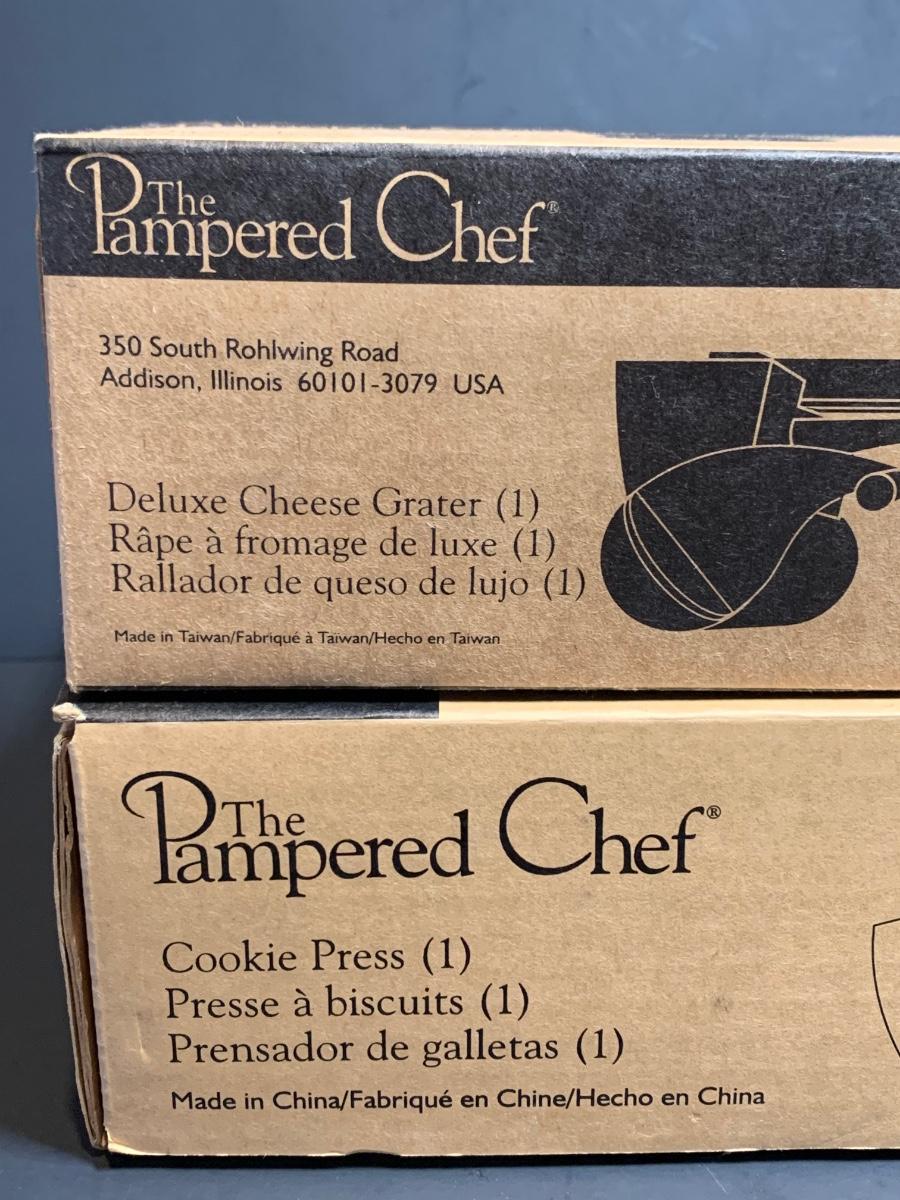 The
Pampered Chef®
350 South Rohlwing Road
Addison, Illinois 60101-3079 USA
Deluxe Cheese Grater (1)
Râpe à fromage de luxe (1)
Rallador de queso de lujo (1)
Made in Taiwan/Fabriqué à Taiwan/Hecho en Taiwan
The
Pampered Chef®
Cookie Press (1)
Presse à biscuits (1)
Prensador de galletas (1)
Made in China/Fabriqué en Chine/Hecho en China